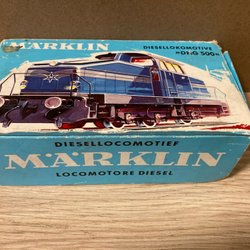 MÄRKLIN
DIESELLOKOMOTIVE
»DHG 500«
DIESELLOCOMOTIEF
MÄRKLIN
LOCOMOTORE DIESEL